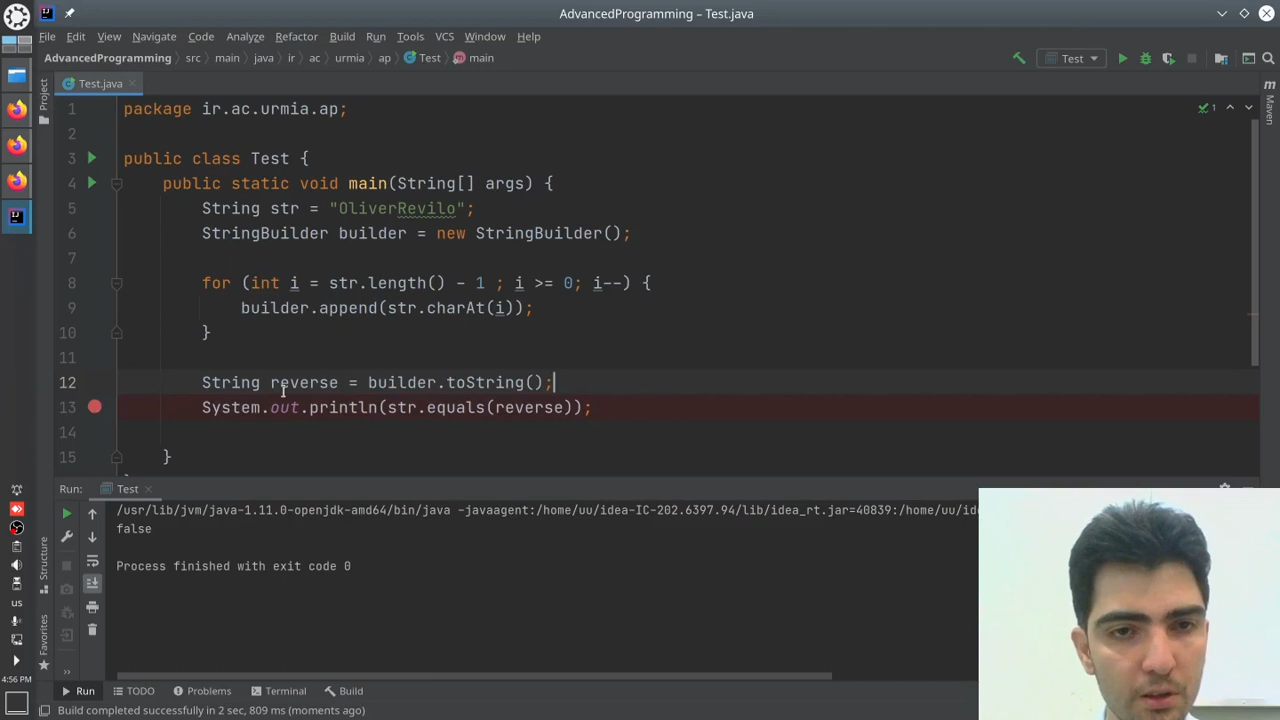 AdvancedProgramming – Test.java
File Edit View Navigate Code Analyze Refactor Build Run Tools VCS Window Help
AdvancedProgramming src main java ir ac urmia ap Test main Test
Project
Test.java
Maven
1 package ir.ac.urmia.ap;
1
2
3 public class Test {
4 public static void main(String[] args) {
5 String str = "OliverRevilo";
6 StringBuilder builder = new StringBuilder();
7
8 for (int i = str.length() - 1 ; i >= 0; i--) {
9 builder.append(str.charAt(i));
10 }
11
12 String reverse = builder.toString();
13 System.out.println(str.equals(reverse));
14
15 }
Run: Test
/usr/lib/jvm/java-1.11.0-openjdk-amd64/bin/java -javaagent:/home/uu/idea-IC-202.6397.94/lib/idea_rt.jar=40839:/home/uu/ide
false
Process finished with exit code 0
Structure
Favorites
us
4:56 PM
Run TODO Problems Terminal Build
Build completed successfully in 2 sec, 809 ms (moments ago)